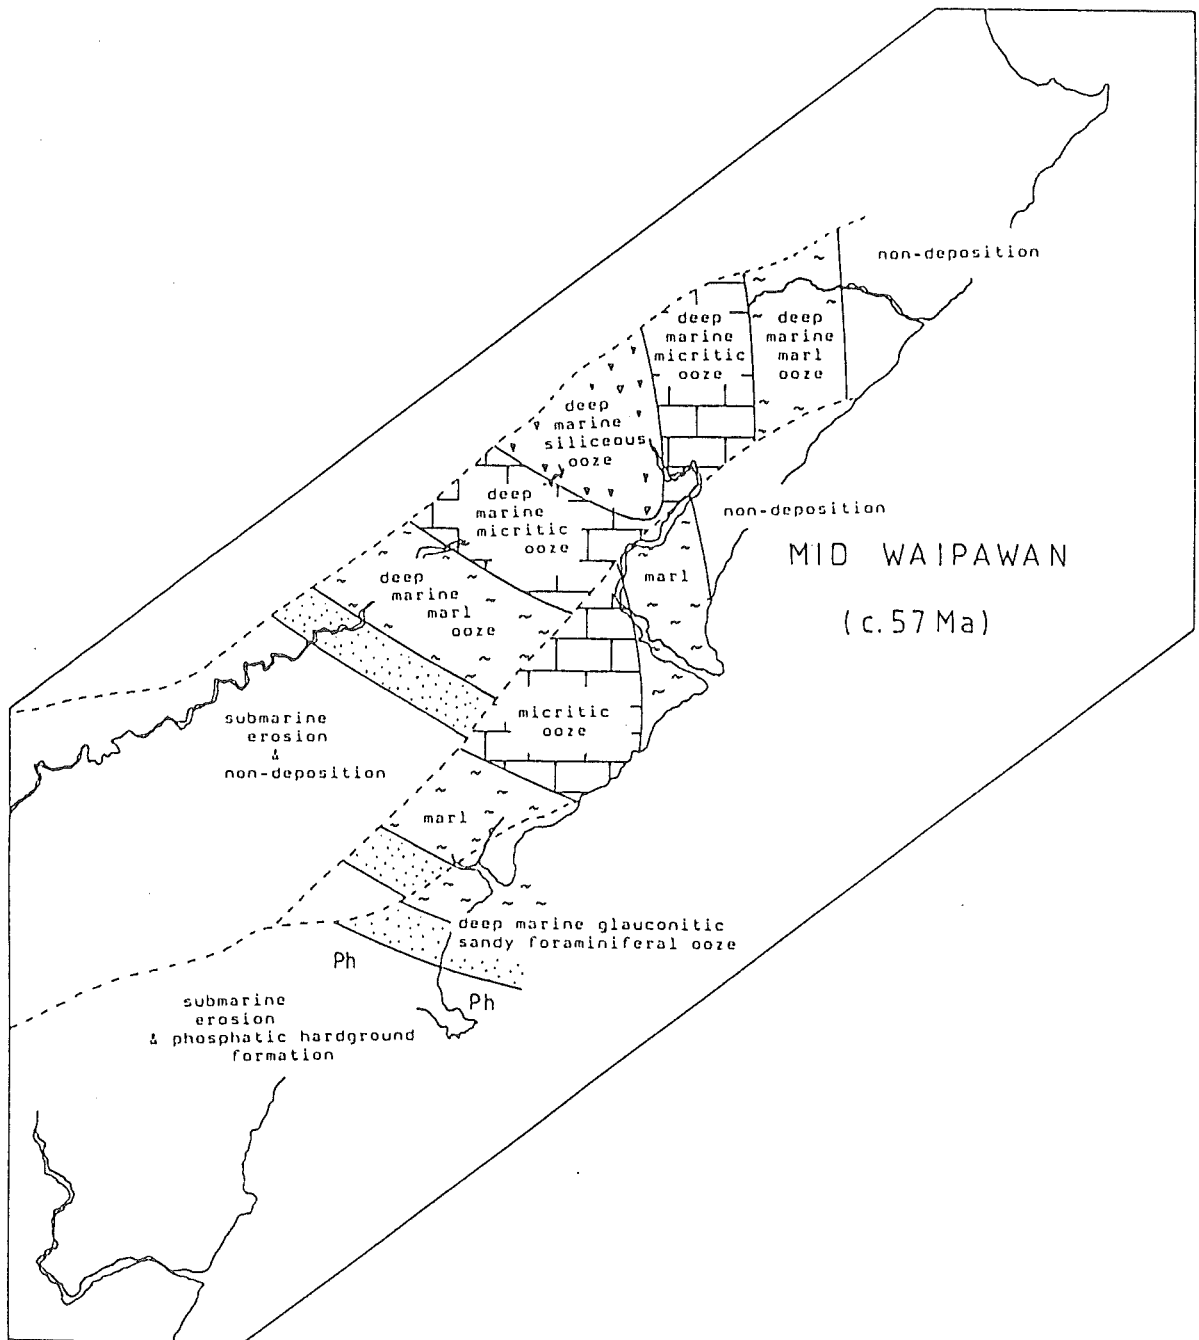 non-deposition
deep
marine
micritic
ooze
deep
marine
marl
ooze
deep
marine
siliceous
ooze
deep
marine
micritic
ooze
non-deposition
MID WAIPAWAN
(c. 57 Ma)
marl
deep
marine
marl
ooze
submarine
erosion
&
non-deposition
micritic
ooze
marl
deep marine glauconitic
sandy foraminiferal ooze
Ph
Ph
submarine
erosion
& phosphatic hardground
formation